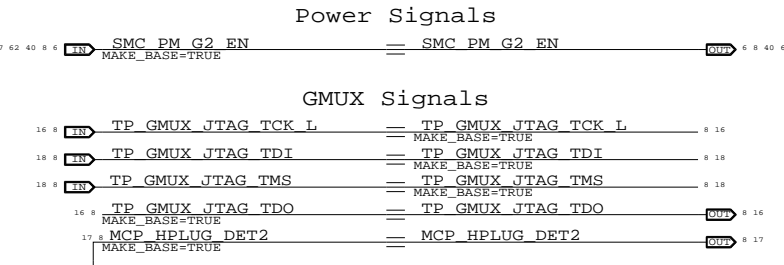 Power Signals
7 62 40 8 6 IN SMC_PM_G2_EN SMC_PM_G2_EN OUT 6 8 40 6
MAKE_BASE=TRUE
GMUX Signals
16 8 IN TP_GMUX_JTAG_TCK_L TP_GMUX_JTAG_TCK_L 8 16
MAKE_BASE=TRUE
18 8 IN TP_GMUX_JTAG_TDI TP_GMUX_JTAG_TDI 8 18
MAKE_BASE=TRUE
18 8 IN TP_GMUX_JTAG_TMS TP_GMUX_JTAG_TMS 8 18
MAKE_BASE=TRUE
16 8 TP_GMUX_JTAG_TDO TP_GMUX_JTAG_TDO OUT 8 16
MAKE_BASE=TRUE
17 8 MCP_HPLUG_DET2 MCP_HPLUG_DET2 OUT 8 17
MAKE_BASE=TRUE